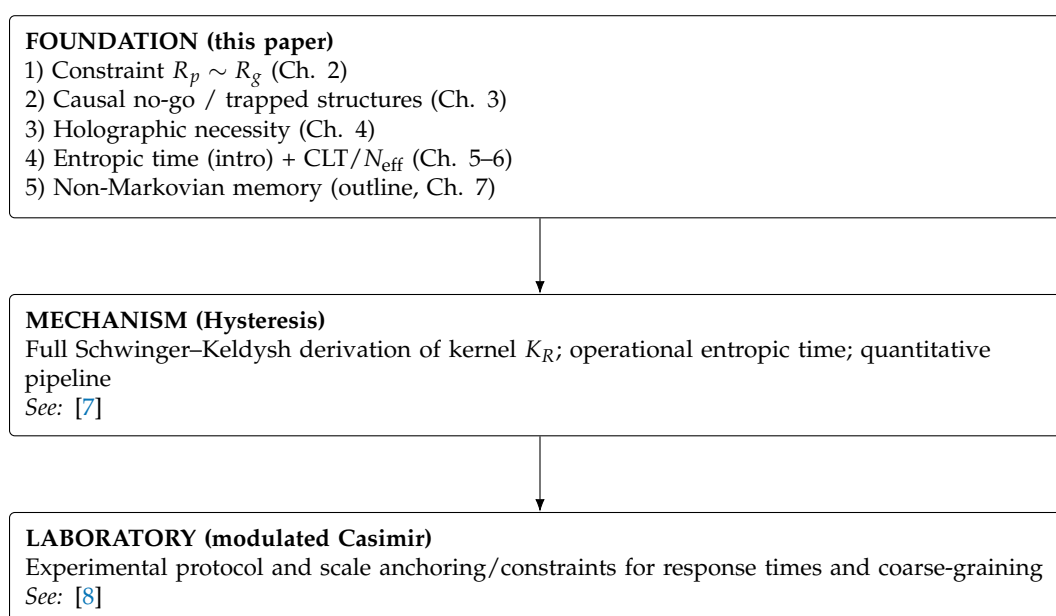 FOUNDATION (this paper)
1) Constraint R_p ∼ R_g (Ch. 2)
2) Causal no-go / trapped structures (Ch. 3)
3) Holographic necessity (Ch. 4)
4) Entropic time (intro) + CLT/N_eff (Ch. 5–6)
5) Non-Markovian memory (outline, Ch. 7)
MECHANISM (Hysteresis)
Full Schwinger–Keldysh derivation of kernel K_R; operational entropic time; quantitative
pipeline
See: [7]
LABORATORY (modulated Casimir)
Experimental protocol and scale anchoring/constraints for response times and coarse-graining
See: [8]